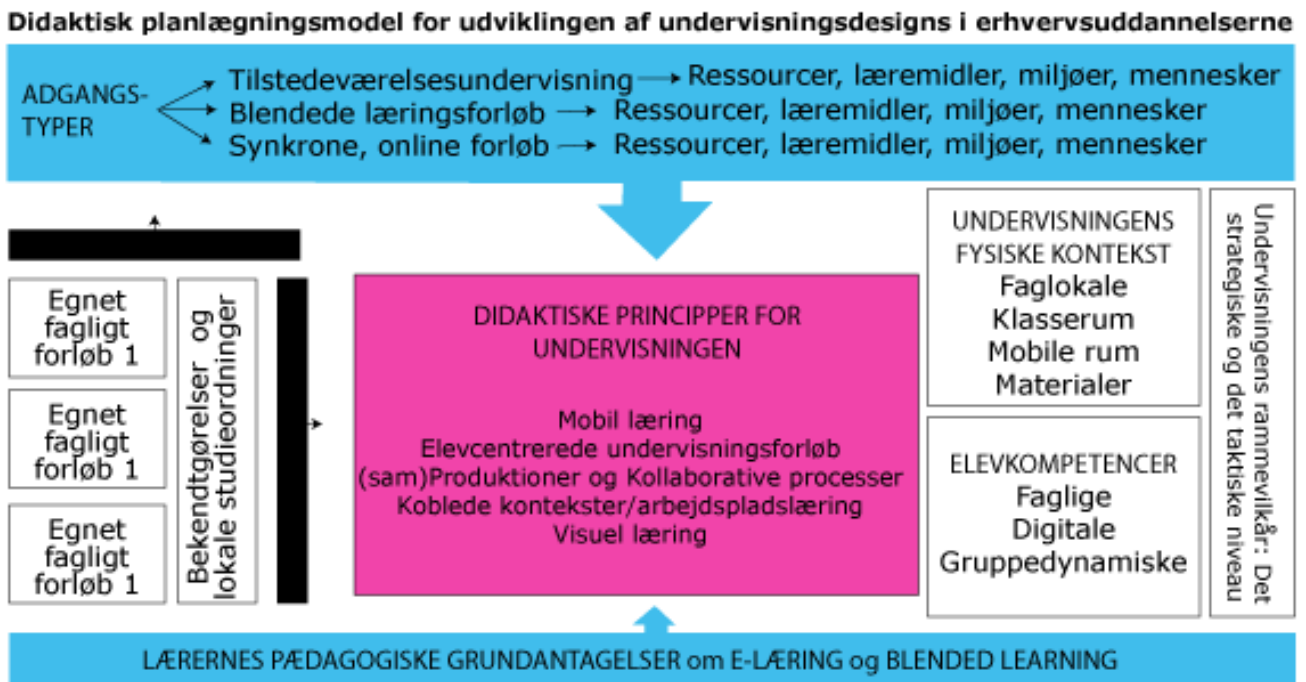 Didaktisk planlægningsmodel for udviklingen af undervisningsdesigns i erhvervsuddannelserne
ADGANGS-
TYPER
Tilstedeværelsesundervisning
Ressourcer, læremidler, miljøer, mennesker
Blendede læringsforløb
Ressourcer, læremidler, miljøer, mennesker
Synkrone, online forløb
Ressourcer, læremidler, miljøer, mennesker
Egnet
fagligt
forløb 1
Egnet
fagligt
forløb 1
Egnet
fagligt
forløb 1
Bekendtgørelser og
lokale studieordninger
DIDAKTISKE PRINCIPPER FOR
UNDERVISNINGEN
Mobil læring
Elevcentrerede undervisningsforløb
(sam)Produktioner og Kollaborative processer
Koblede kontekster/arbejdspladslæring
Visuel læring
UNDERVISNINGENS
FYSISKE KONTEKST
Faglokale
Klasserum
Mobile rum
Materialer
ELEVKOMPETENCER
Faglige
Digitale
Gruppedynamiske
Undervisningens rammevilkår: Det
strategiske og det taktiske niveau
LÆRERNES PÆDAGOGISKE GRUNDANTAGELSER om E-LÆRING og BLENDED LEARNING